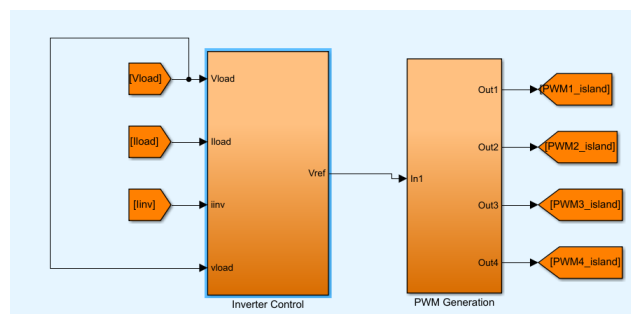 [Vload]
Vload
[Iload]
Iload
Vref
[Iinv]
iinv
vload
Inverter Control
In1
Out1
[PWM1_island]
Out2
[PWM2_island]
Out3
[PWM3_island]
Out4
[PWM4_island]
PWM Generation